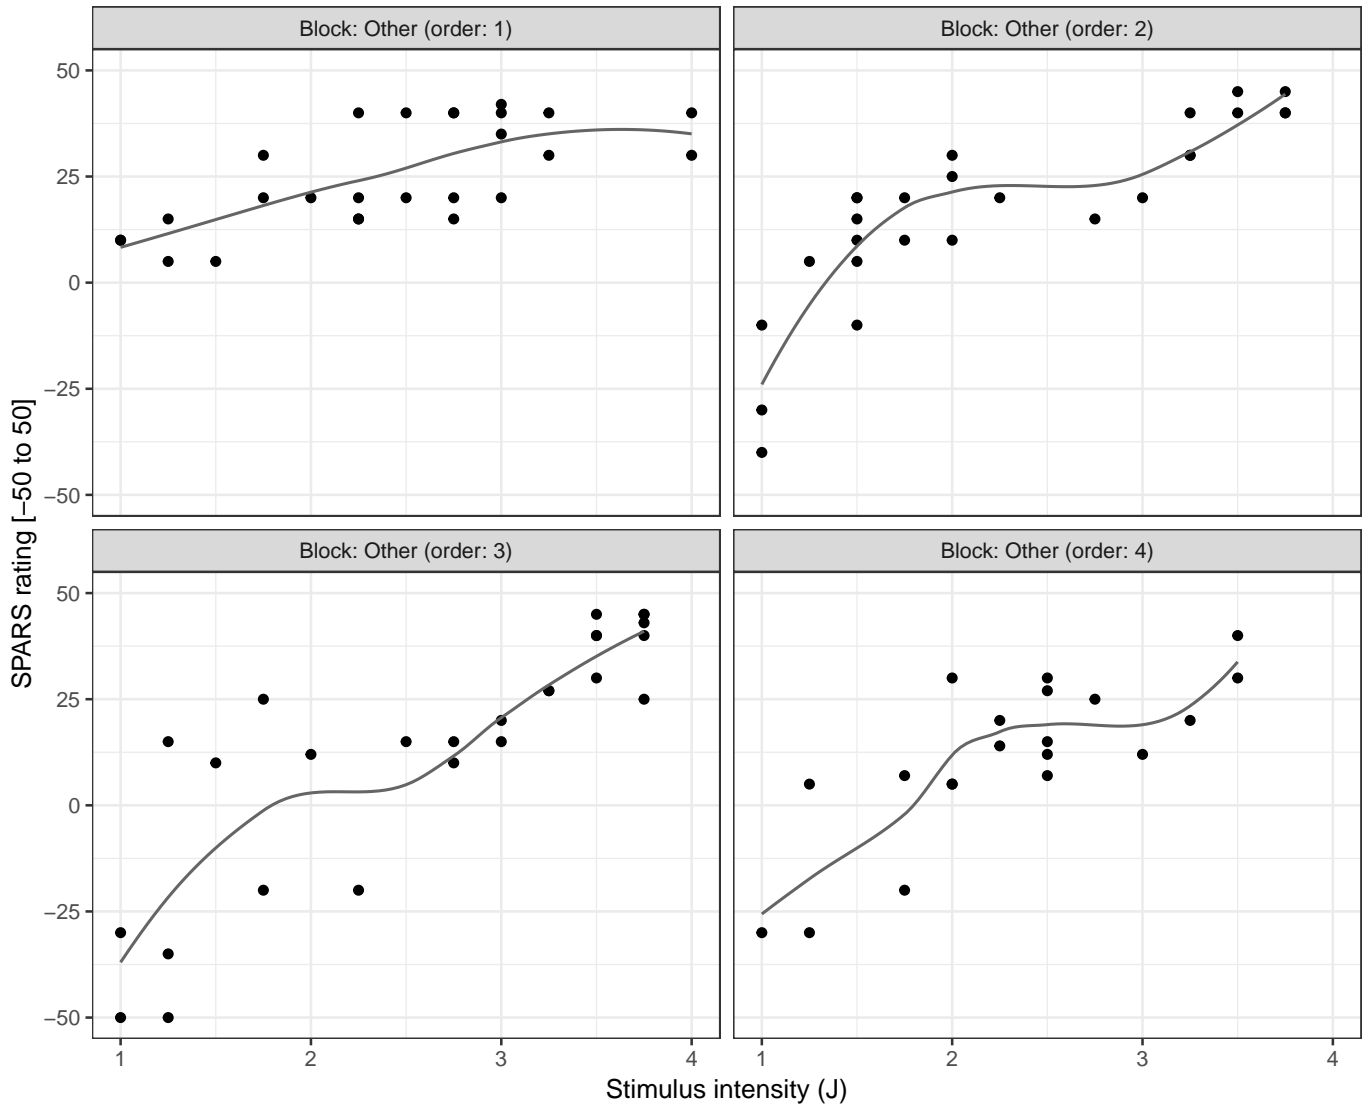 Block: Other (order: 1)
Block: Other (order: 2)
50
25
0
−25
−50
Block: Other (order: 3)
Block: Other (order: 4)
50
25
0
−25
−50
1 2 3 4
1 2 3 4
Stimulus intensity (J)
SPARS rating [−50 to 50]